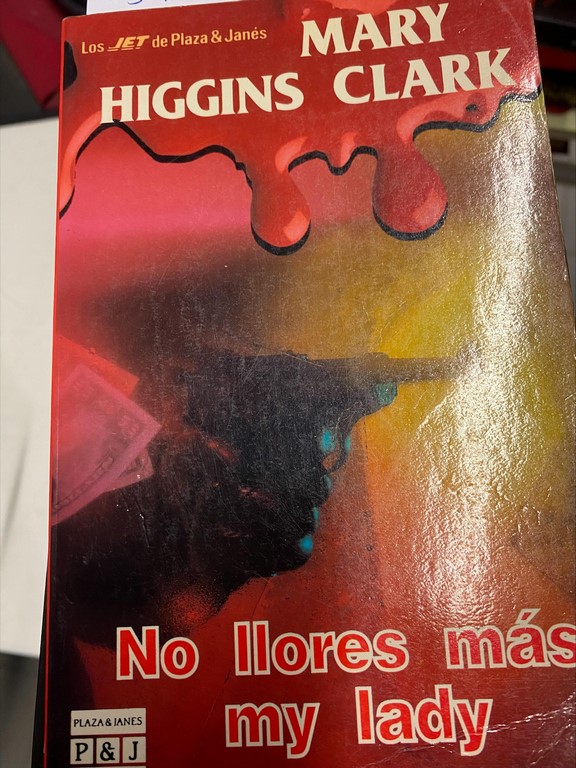 Los JET de Plaza & Janés
MARY
HIGGINS CLARK
No llores más
my lady
PLAZA & JANES
P & J